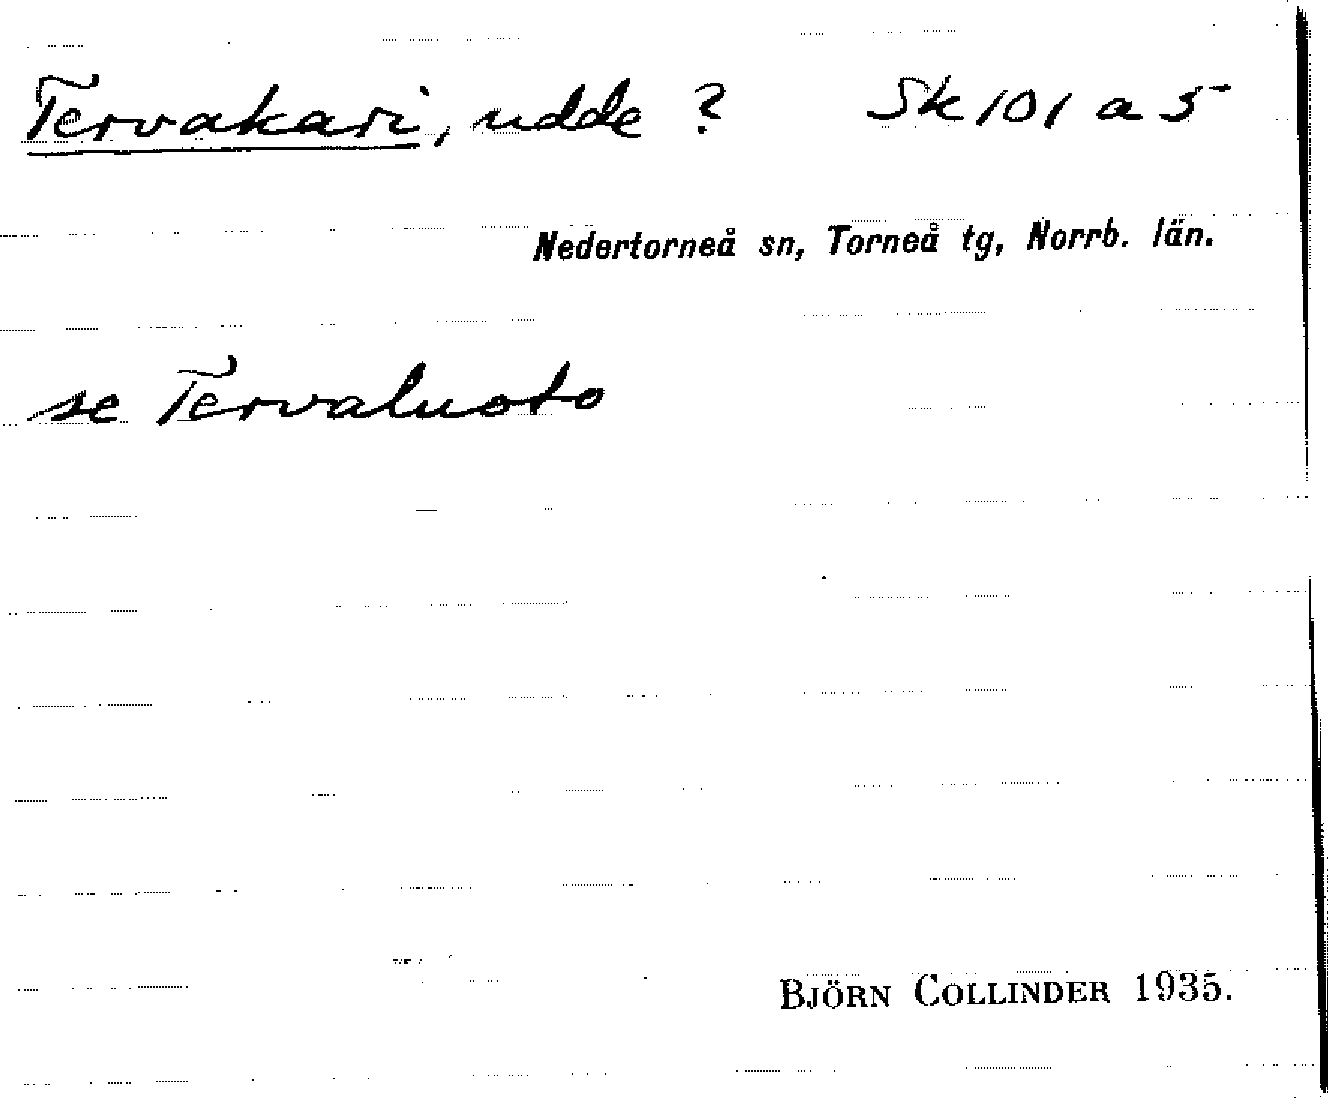 Tervakari, udde ? Sk 101 a 5
Nedertorneå sn, Torneå tg, Norrb. län.
se Tervaluoto
BJÖRN COLLINDER 1935.